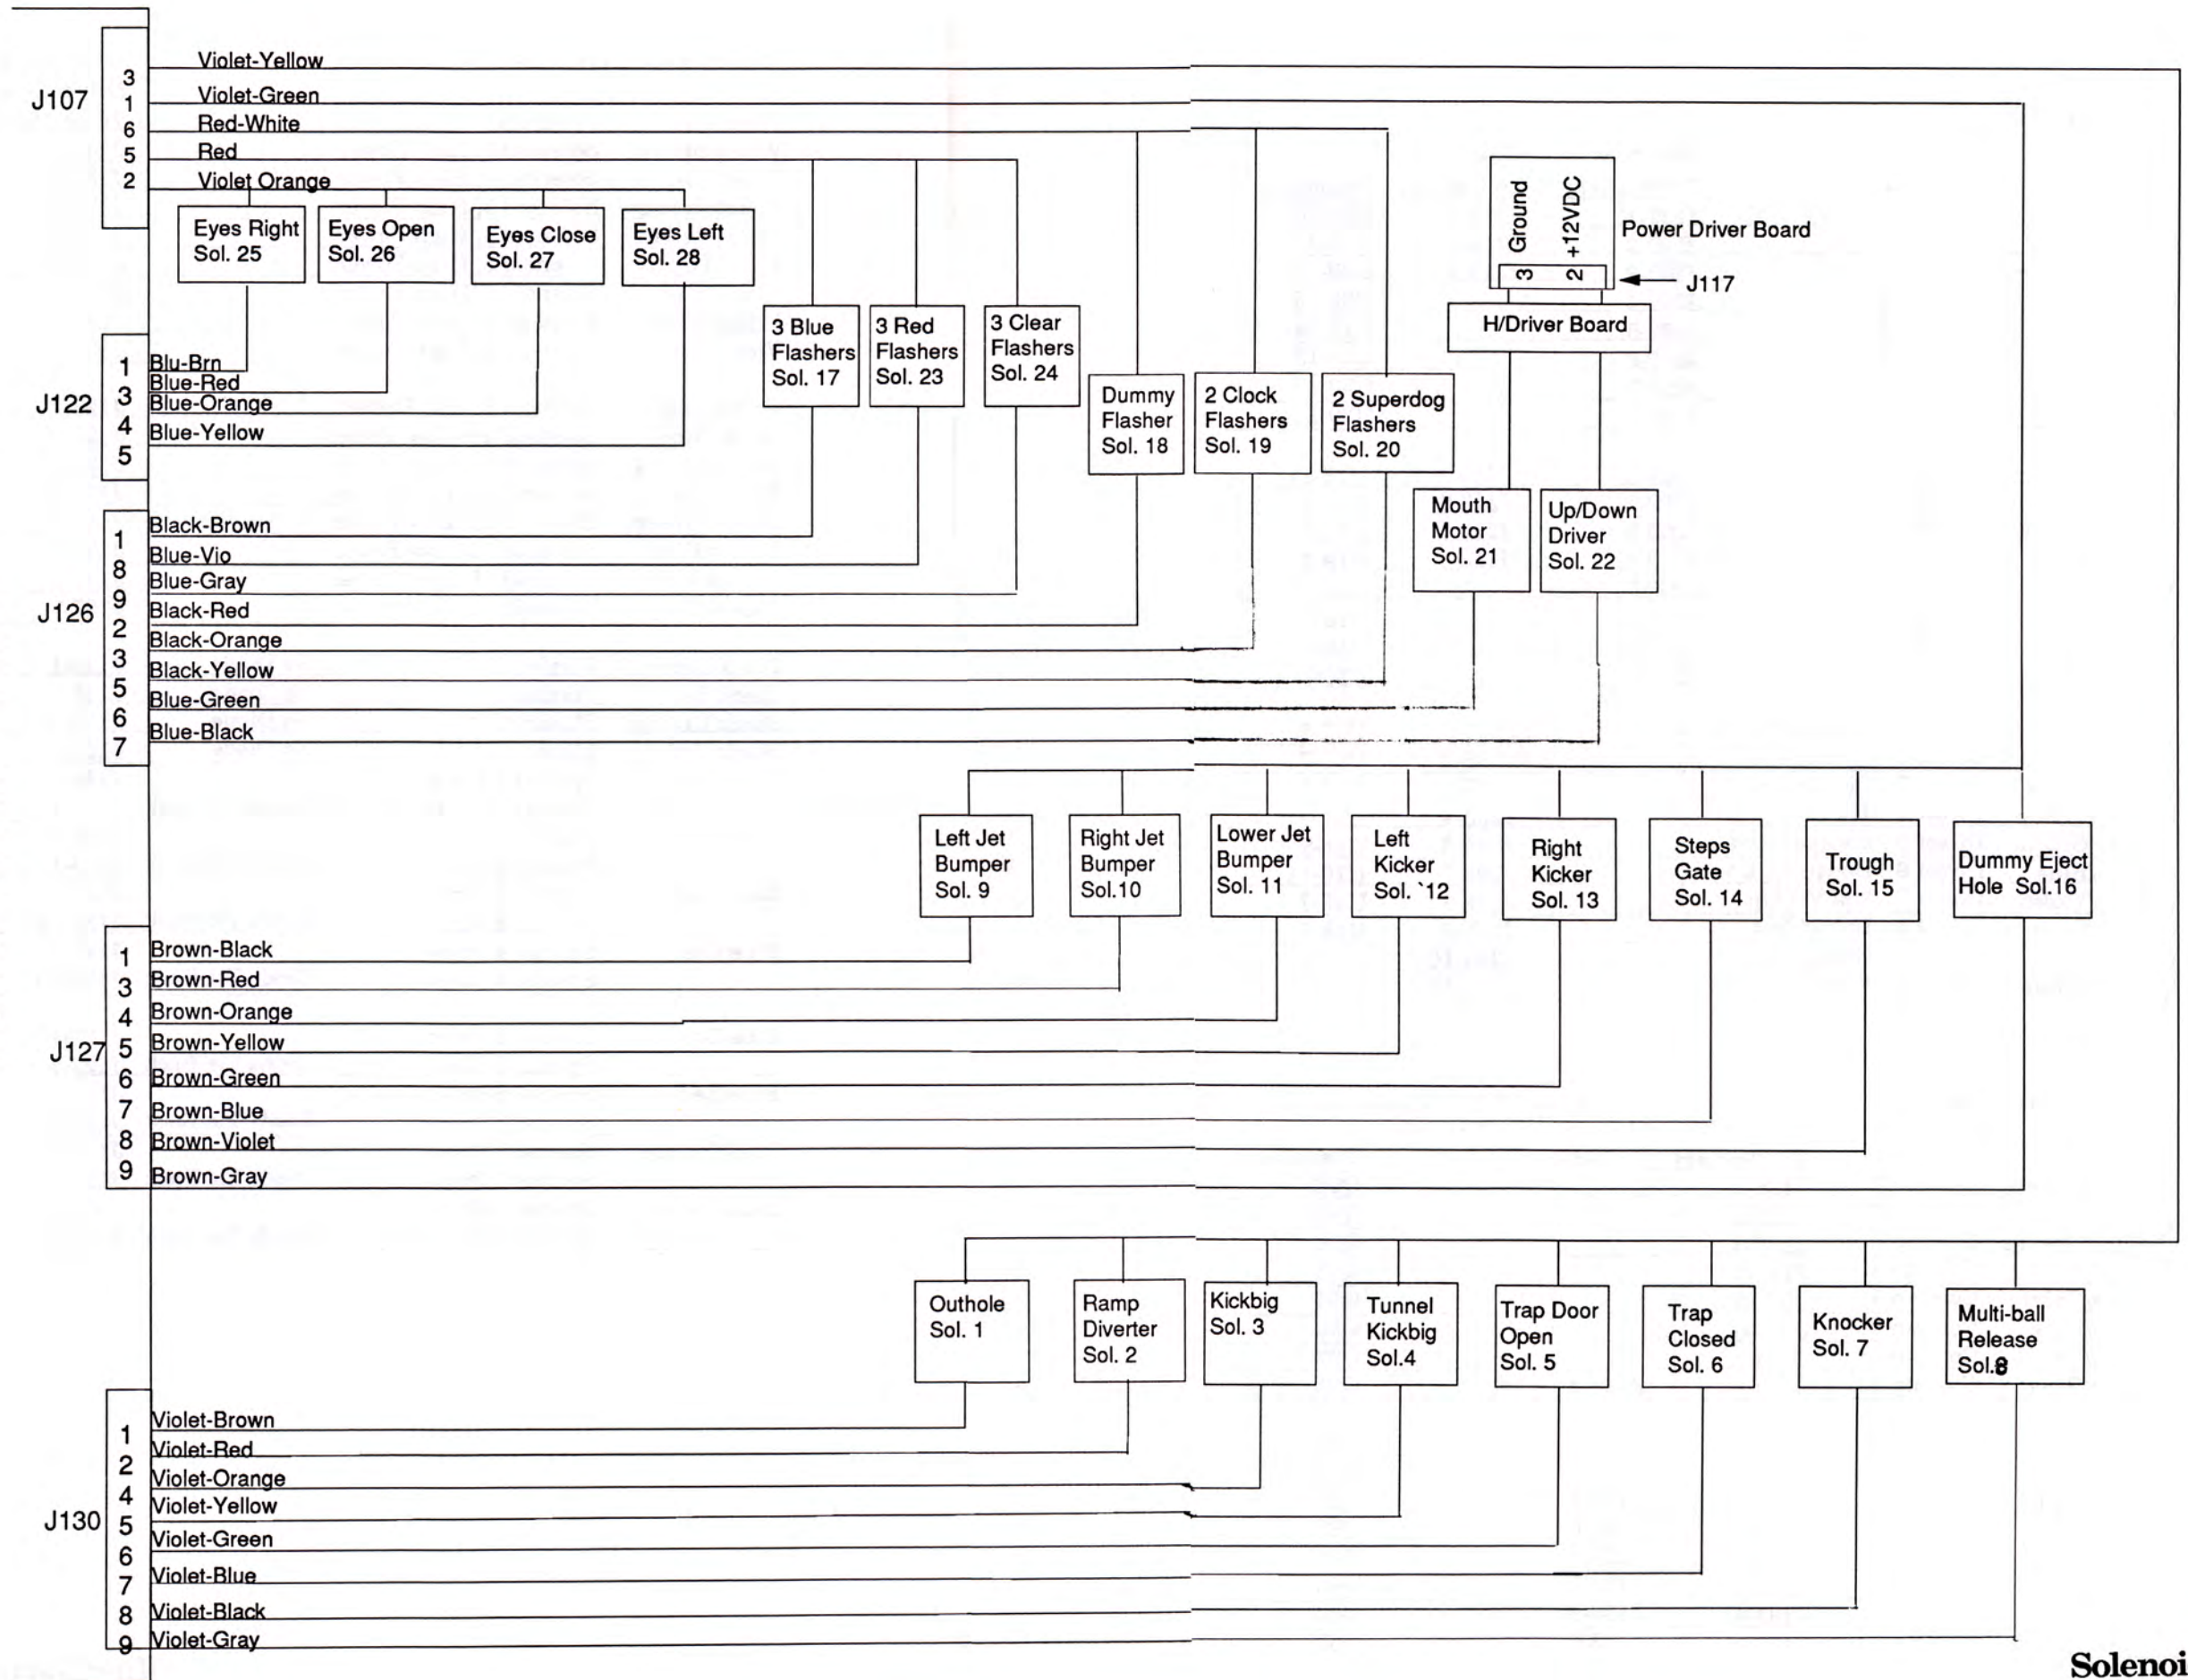 J107
3 Violet-Yellow
1 Violet-Green
6 Red-White
5 Red
2 Violet Orange
Eyes Right
Sol. 25
Eyes Open
Sol. 26
Eyes Close
Sol. 27
Eyes Left
Sol. 28
Ground
+12VDC
3 2
Power Driver Board
J117
H/Driver Board
3 Blue
Flashers
Sol. 17
3 Red
Flashers
Sol. 23
3 Clear
Flashers
Sol. 24
Dummy
Flasher
Sol. 18
2 Clock
Flashers
Sol. 19
2 Superdog
Flashers
Sol. 20
Mouth
Motor
Sol. 21
Up/Down
Driver
Sol. 22
J122
1 Blu-Brn
3 Blue-Red
4 Blue-Orange
5 Blue-Yellow
J126
1 Black-Brown
8 Blue-Vio
9 Blue-Gray
2 Black-Red
3 Black-Orange
5 Black-Yellow
6 Blue-Green
7 Blue-Black
Left Jet
Bumper
Sol. 9
Right Jet
Bumper
Sol.10
Lower Jet
Bumper
Sol. 11
Left
Kicker
Sol. `12
Right
Kicker
Sol. 13
Steps
Gate
Sol. 14
Trough
Sol. 15
Dummy Eject
Hole Sol.16
J127
1 Brown-Black
3 Brown-Red
4 Brown-Orange
5 Brown-Yellow
6 Brown-Green
7 Brown-Blue
8 Brown-Violet
9 Brown-Gray
Outhole
Sol. 1
Ramp
Diverter
Sol. 2
Kickbig
Sol. 3
Tunnel
Kickbig
Sol.4
Trap Door
Open
Sol. 5
Trap
Closed
Sol. 6
Knocker
Sol. 7
Multi-ball
Release
Sol.8
J130
1 Violet-Brown
2 Violet-Red
4 Violet-Orange
5 Violet-Yellow
6 Violet-Green
7 Violet-Blue
8 Violet-Black
9 Violet-Gray
Solenoi